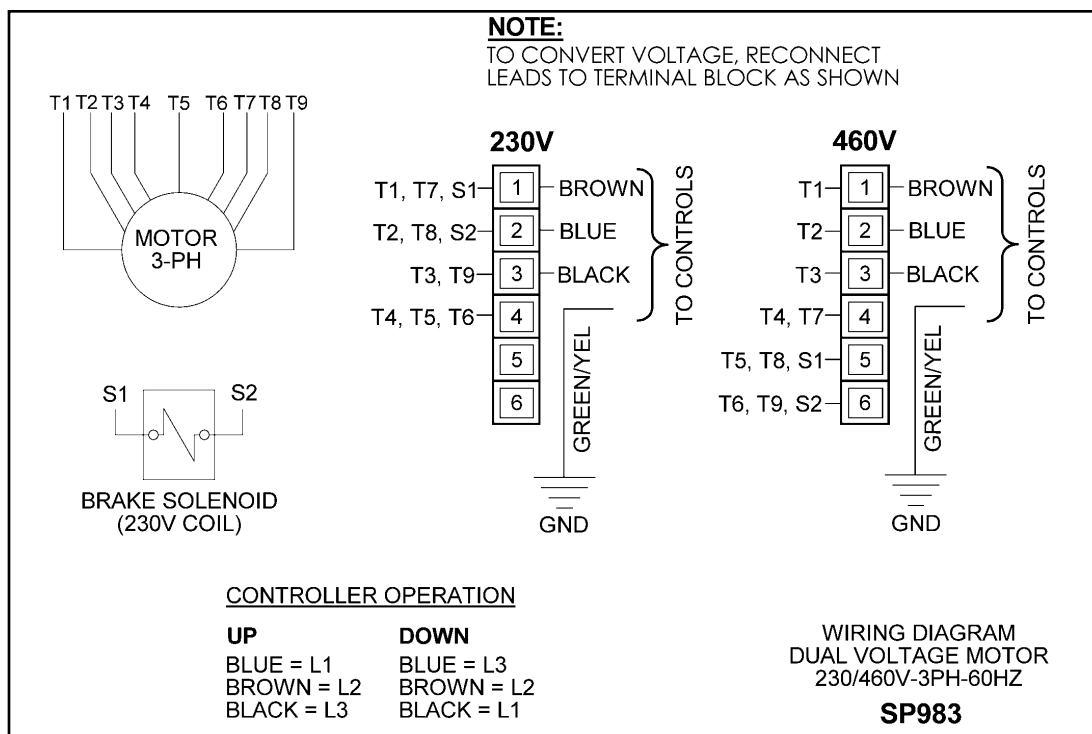 NOTE:
TO CONVERT VOLTAGE, RECONNECT
LEADS TO TERMINAL BLOCK AS SHOWN
T1 T2 T3 T4 T5 T6 T7 T8 T9
MOTOR
3-PH
S1 S2
BRAKE SOLENOID
(230V COIL)
230V
T1, T7, S1 1 BROWN
T2, T8, S2 2 BLUE
T3, T9 3 BLACK
T4, T5, T6 4
5
6
TO CONTROLS
GREEN/YEL
GND
460V
T1 1 BROWN
T2 2 BLUE
T3 3 BLACK
T4, T7 4
T5, T8, S1 5
T6, T9, S2 6
TO CONTROLS
GREEN/YEL
GND
CONTROLLER OPERATION
UP DOWN
BLUE = L1 BLUE = L3
BROWN = L2 BROWN = L2
BLACK = L3 BLACK = L1
WIRING DIAGRAM
DUAL VOLTAGE MOTOR
230/460V-3PH-60HZ
SP983